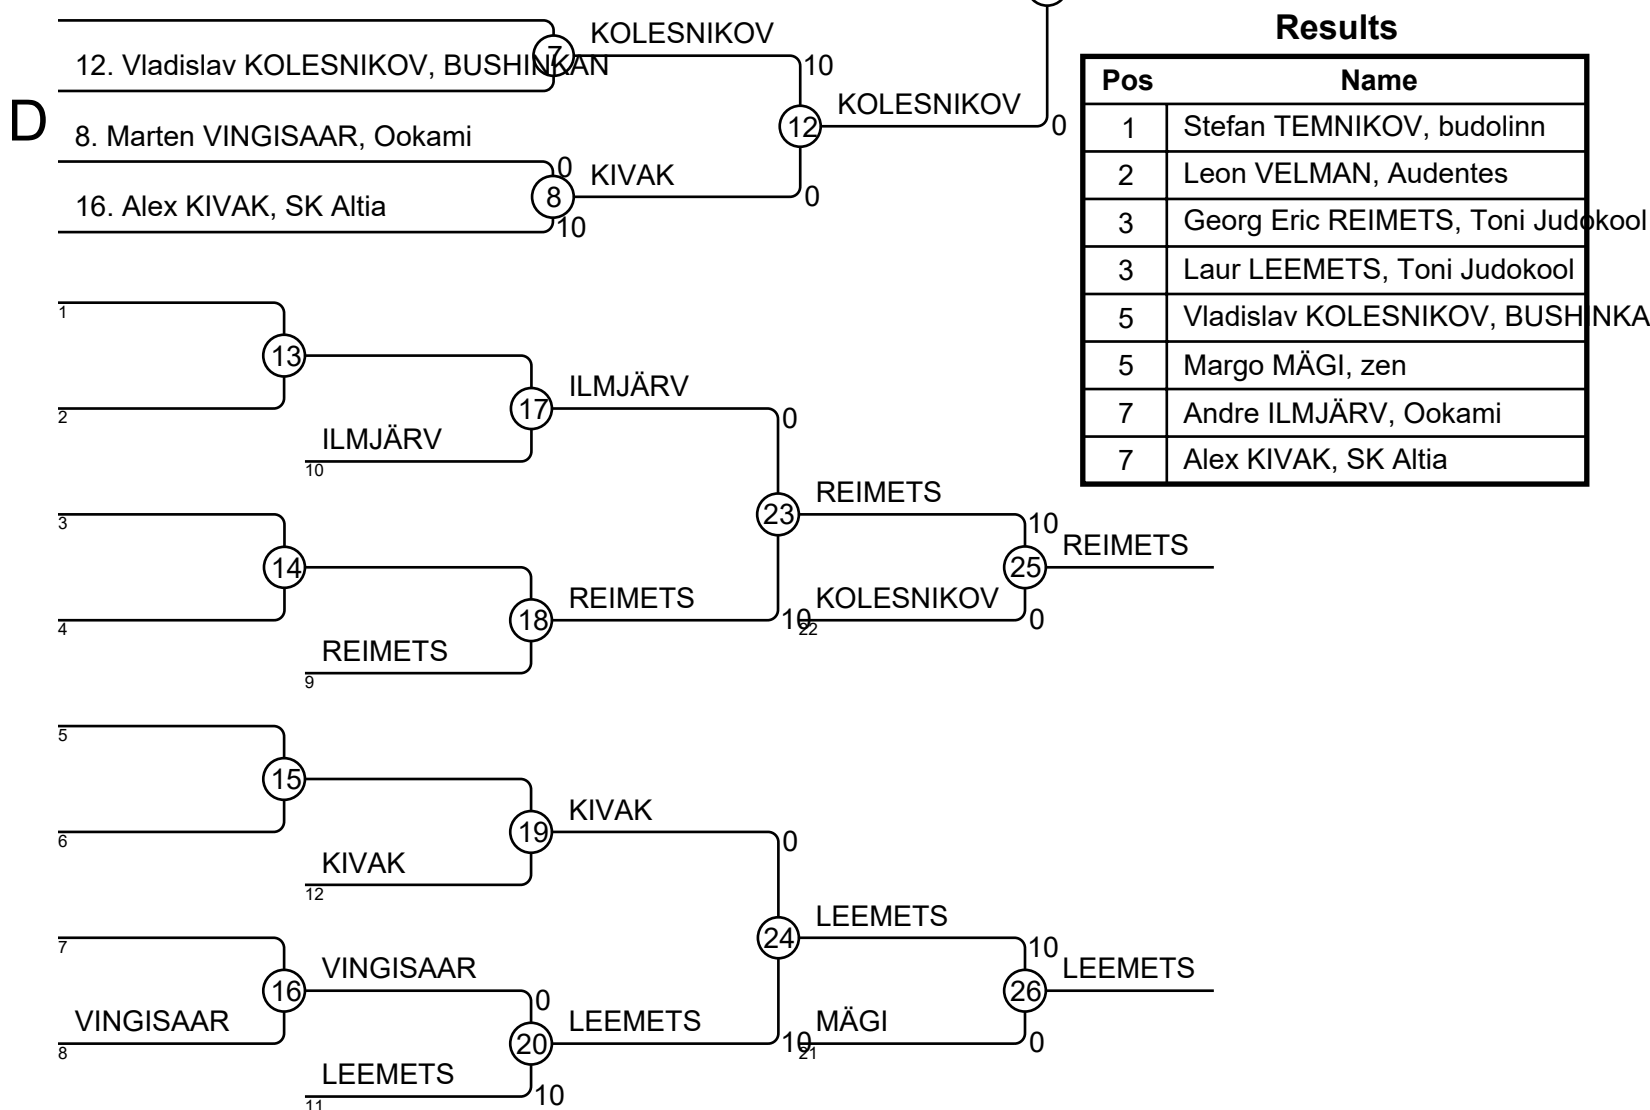 KOLESNIKOV
7
12. Vladislav KOLESNIKOV, BUSHINKAN
10
KOLESNIKOV
D
12
0
8. Marten VINGISAAR, Ookami
0
KIVAK
8
0
16. Alex KIVAK, SK Altia
10
Results
Pos Name
1 Stefan TEMNIKOV, budolinn
2 Leon VELMAN, Audentes
3 Georg Eric REIMETS, Toni Judokool
3 Laur LEEMETS, Toni Judokool
5 Vladislav KOLESNIKOV, BUSHINKA
5 Margo MÄGI, zen
7 Andre ILMJÄRV, Ookami
7 Alex KIVAK, SK Altia
1
13
2
ILMJÄRV
17
0
ILMJÄRV
10
3
14
4
REIMETS
18
10
REIMETS
9
REIMETS
23
10
REIMETS
25
KOLESNIKOV
22
0
5
15
6
KIVAK
19
0
KIVAK
12
7
16
VINGISAAR
VINGISAAR
8
0
20
LEEMETS
10
LEEMETS
11
10
LEEMETS
24
10
LEEMETS
26
MÄGI
21
0